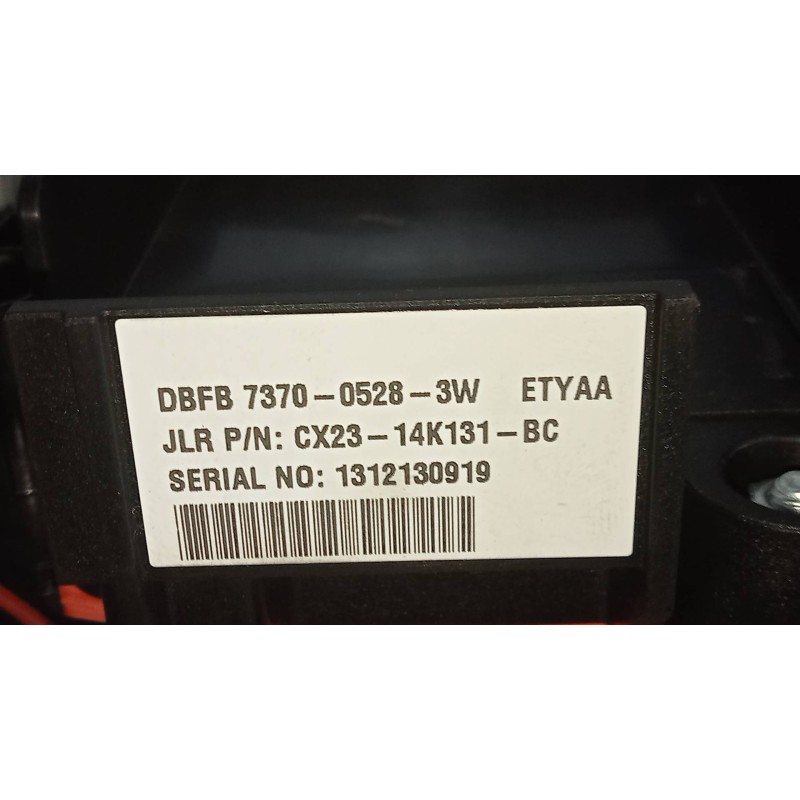 DBFB 7370-0528-3W ETYAA
JLR P/N: CX23-14K131-BC
SERIAL NO: 1312130919